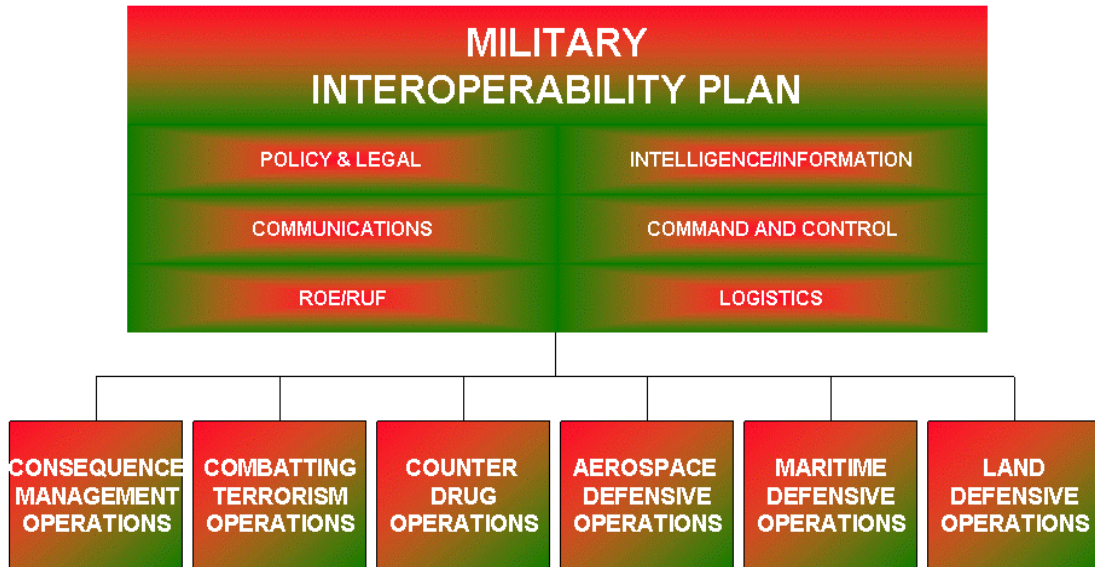 MILITARY
INTEROPERABILITY PLAN
POLICY & LEGAL
INTELLIGENCE/INFORMATION
COMMUNICATIONS
COMMAND AND CONTROL
ROE/RUF
LOGISTICS
CONSEQUENCE
MANAGEMENT
OPERATIONS
COMBATTING
TERRORISM
OPERATIONS
COUNTER
DRUG
OPERATIONS
AEROSPACE
DEFENSIVE
OPERATIONS
MARITIME
DEFENSIVE
OPERATIONS
LAND
DEFENSIVE
OPERATIONS